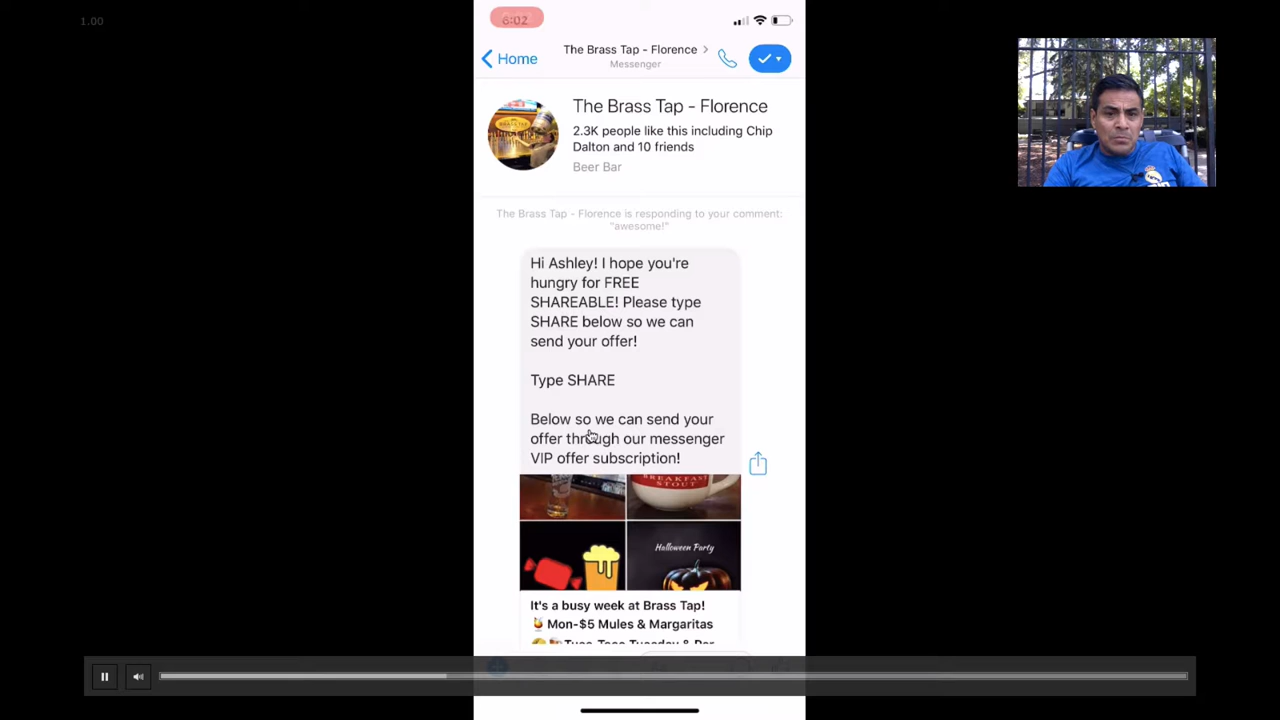 1.00
6:02
Home
The Brass Tap - Florence
Messenger
The Brass Tap - Florence
2.3K people like this including Chip
Dalton and 10 friends
Beer Bar
The Brass Tap - Florence is responding to your comment:
"awesome!"
Hi Ashley! I hope you're
hungry for FREE
SHAREABLE! Please type
SHARE below so we can
send your offer!
Type SHARE
Below so we can send your
offer through our messenger
VIP offer subscription!
BREAKFAST
STOUT
Halloween Party
It's a busy week at Brass Tap!
Mon-$5 Mules & Margaritas